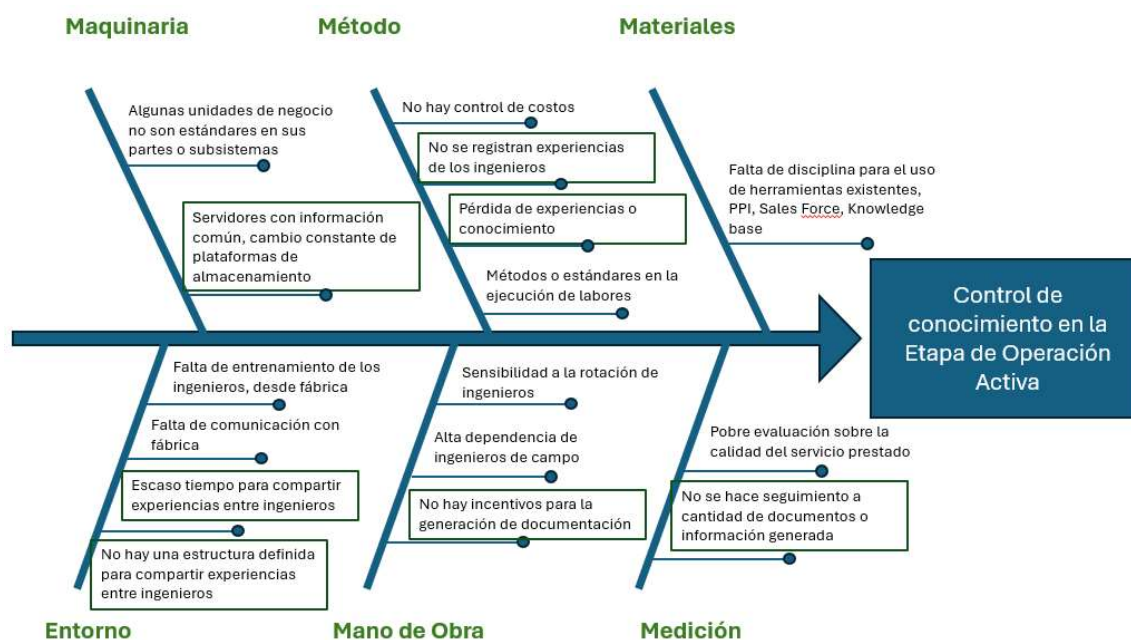 Maquinaria
Método
Materiales
Algunas unidades de negocio
no son estándares en sus
partes o subsistemas
Servidores con información
común, cambio constante de
plataformas de
almacenamiento
No hay control de costos
No se registran experiencias
de los ingenieros
Pérdida de experiencias o
conocimiento
Métodos o estándares en la
ejecución de labores
Falta de disciplina para el uso
de herramientas existentes,
PPI, Sales Force, Knowledge
base
Control de
conocimiento en la
Etapa de Operación
Activa
Falta de entrenamiento de los
ingenieros, desde fábrica
Falta de comunicación con
fábrica
Escaso tiempo para compartir
experiencias entre ingenieros
No hay una estructura definida
para compartir experiencias
entre ingenieros
Sensibilidad a la rotación de
ingenieros
Alta dependencia de
ingenieros de campo
No hay incentivos para la
generación de documentación
Pobre evaluación sobre la
calidad del servicio prestado
No se hace seguimiento a
cantidad de documentos o
información generada
Entorno
Mano de Obra
Medición